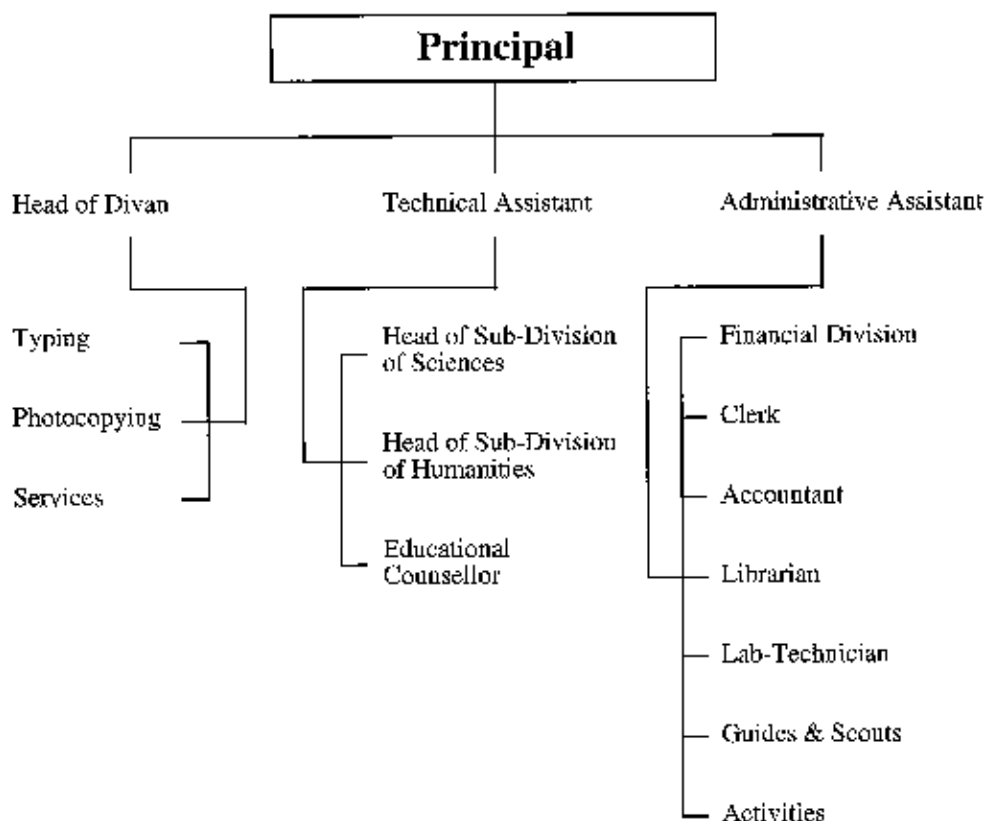 Principal
Head of Divan
Technical Assistant
Administrative Assistant
Typing
Photocopying
Services
Head of Sub-Division
of Sciences
Head of Sub-Division
of Humanities
Educational
Counsellor
Financial Division
Clerk
Accountant
Librarian
Lab-Technician
Guides & Scouts
Activities